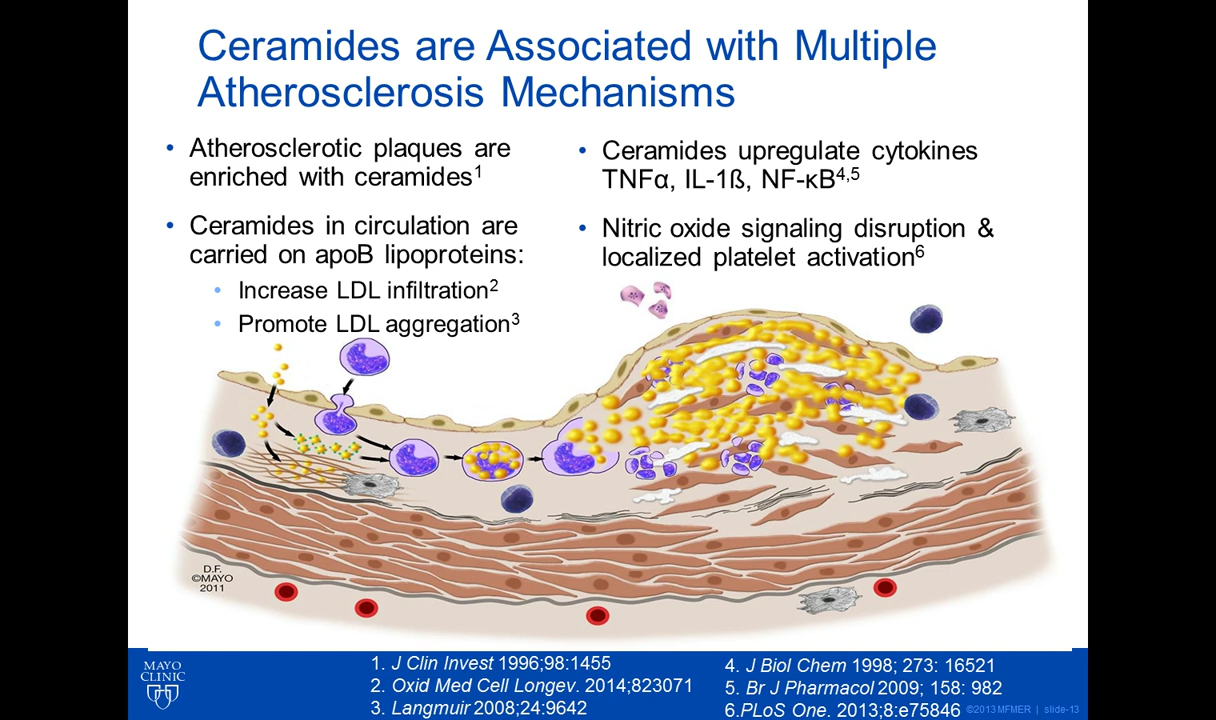 Ceramides are Associated with Multiple
Atherosclerosis Mechanisms
• Atherosclerotic plaques are
enriched with ceramides1
• Ceramides in circulation are
carried on apoB lipoproteins:
• Increase LDL infiltration2
• Promote LDL aggregation3
• Ceramides upregulate cytokines
TNFα, IL-1ß, NF-κB4,5
• Nitric oxide signaling disruption &
localized platelet activation6
D.F.
©MAYO
2011
MAYO
CLINIC
1. J Clin Invest 1996;98:1455
2. Oxid Med Cell Longev. 2014;823071
3. Langmuir 2008;24:9642
4. J Biol Chem 1998; 273: 16521
5. Br J Pharmacol 2009; 158: 982
6.PLoS One. 2013;8:e75846
©2013 MFMER | slide-13